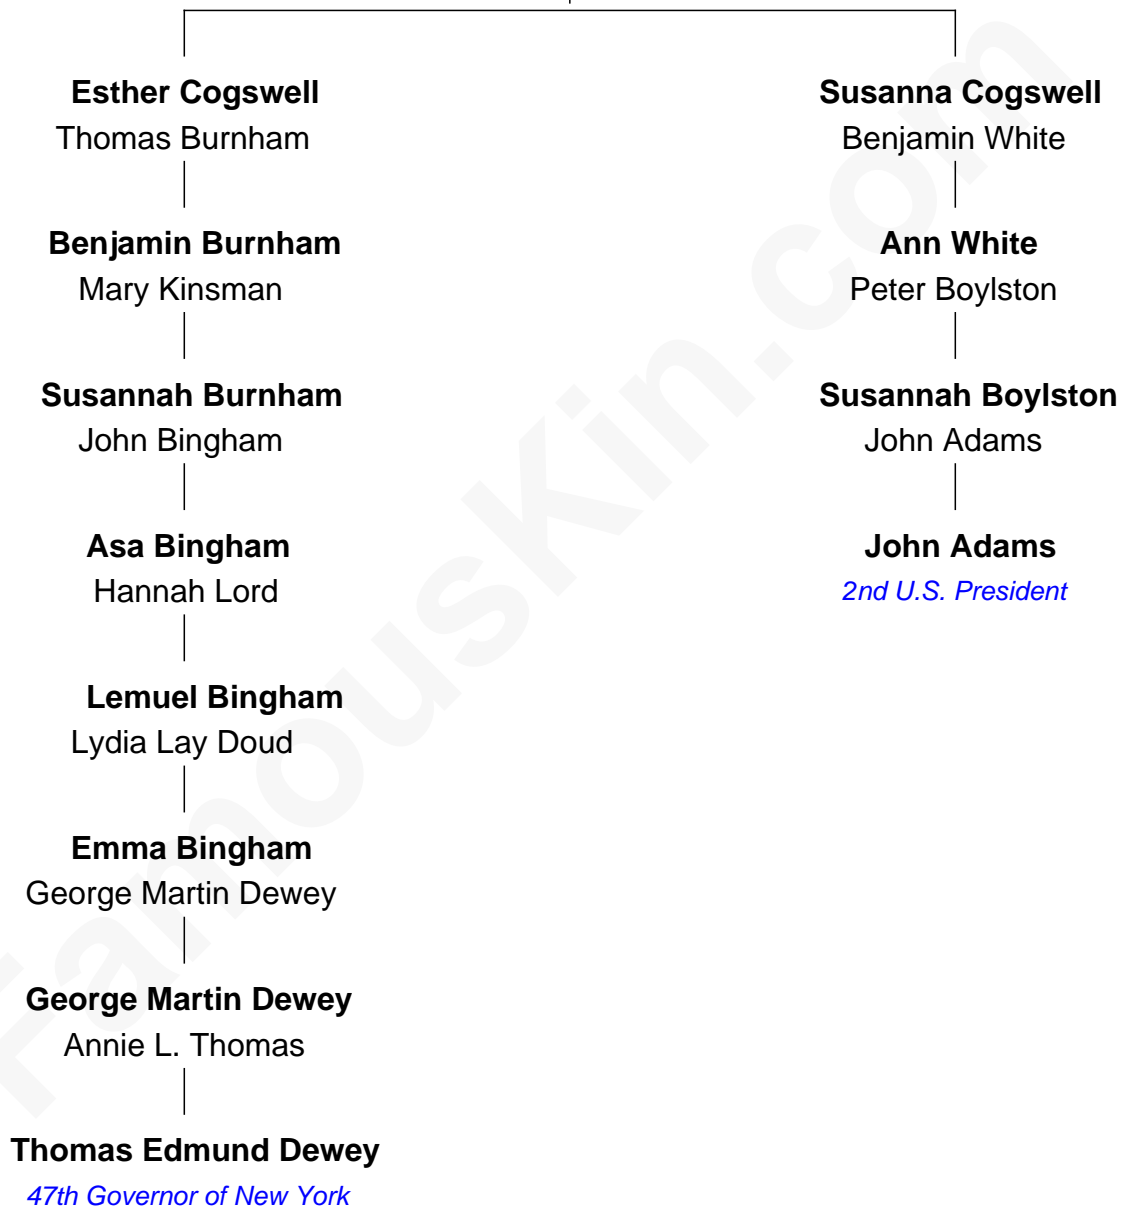 Esther Cogswell
Thomas Burnham
Benjamin Burnham
Mary Kinsman
Susannah Burnham
John Bingham
Asa Bingham
Hannah Lord
Lemuel Bingham
Lydia Lay Doud
Emma Bingham
George Martin Dewey
George Martin Dewey
Annie L. Thomas
Thomas Edmund Dewey
47th Governor of New York
Susanna Cogswell
Benjamin White
Ann White
Peter Boylston
Susannah Boylston
John Adams
John Adams
2nd U.S. President
FamousKin.com